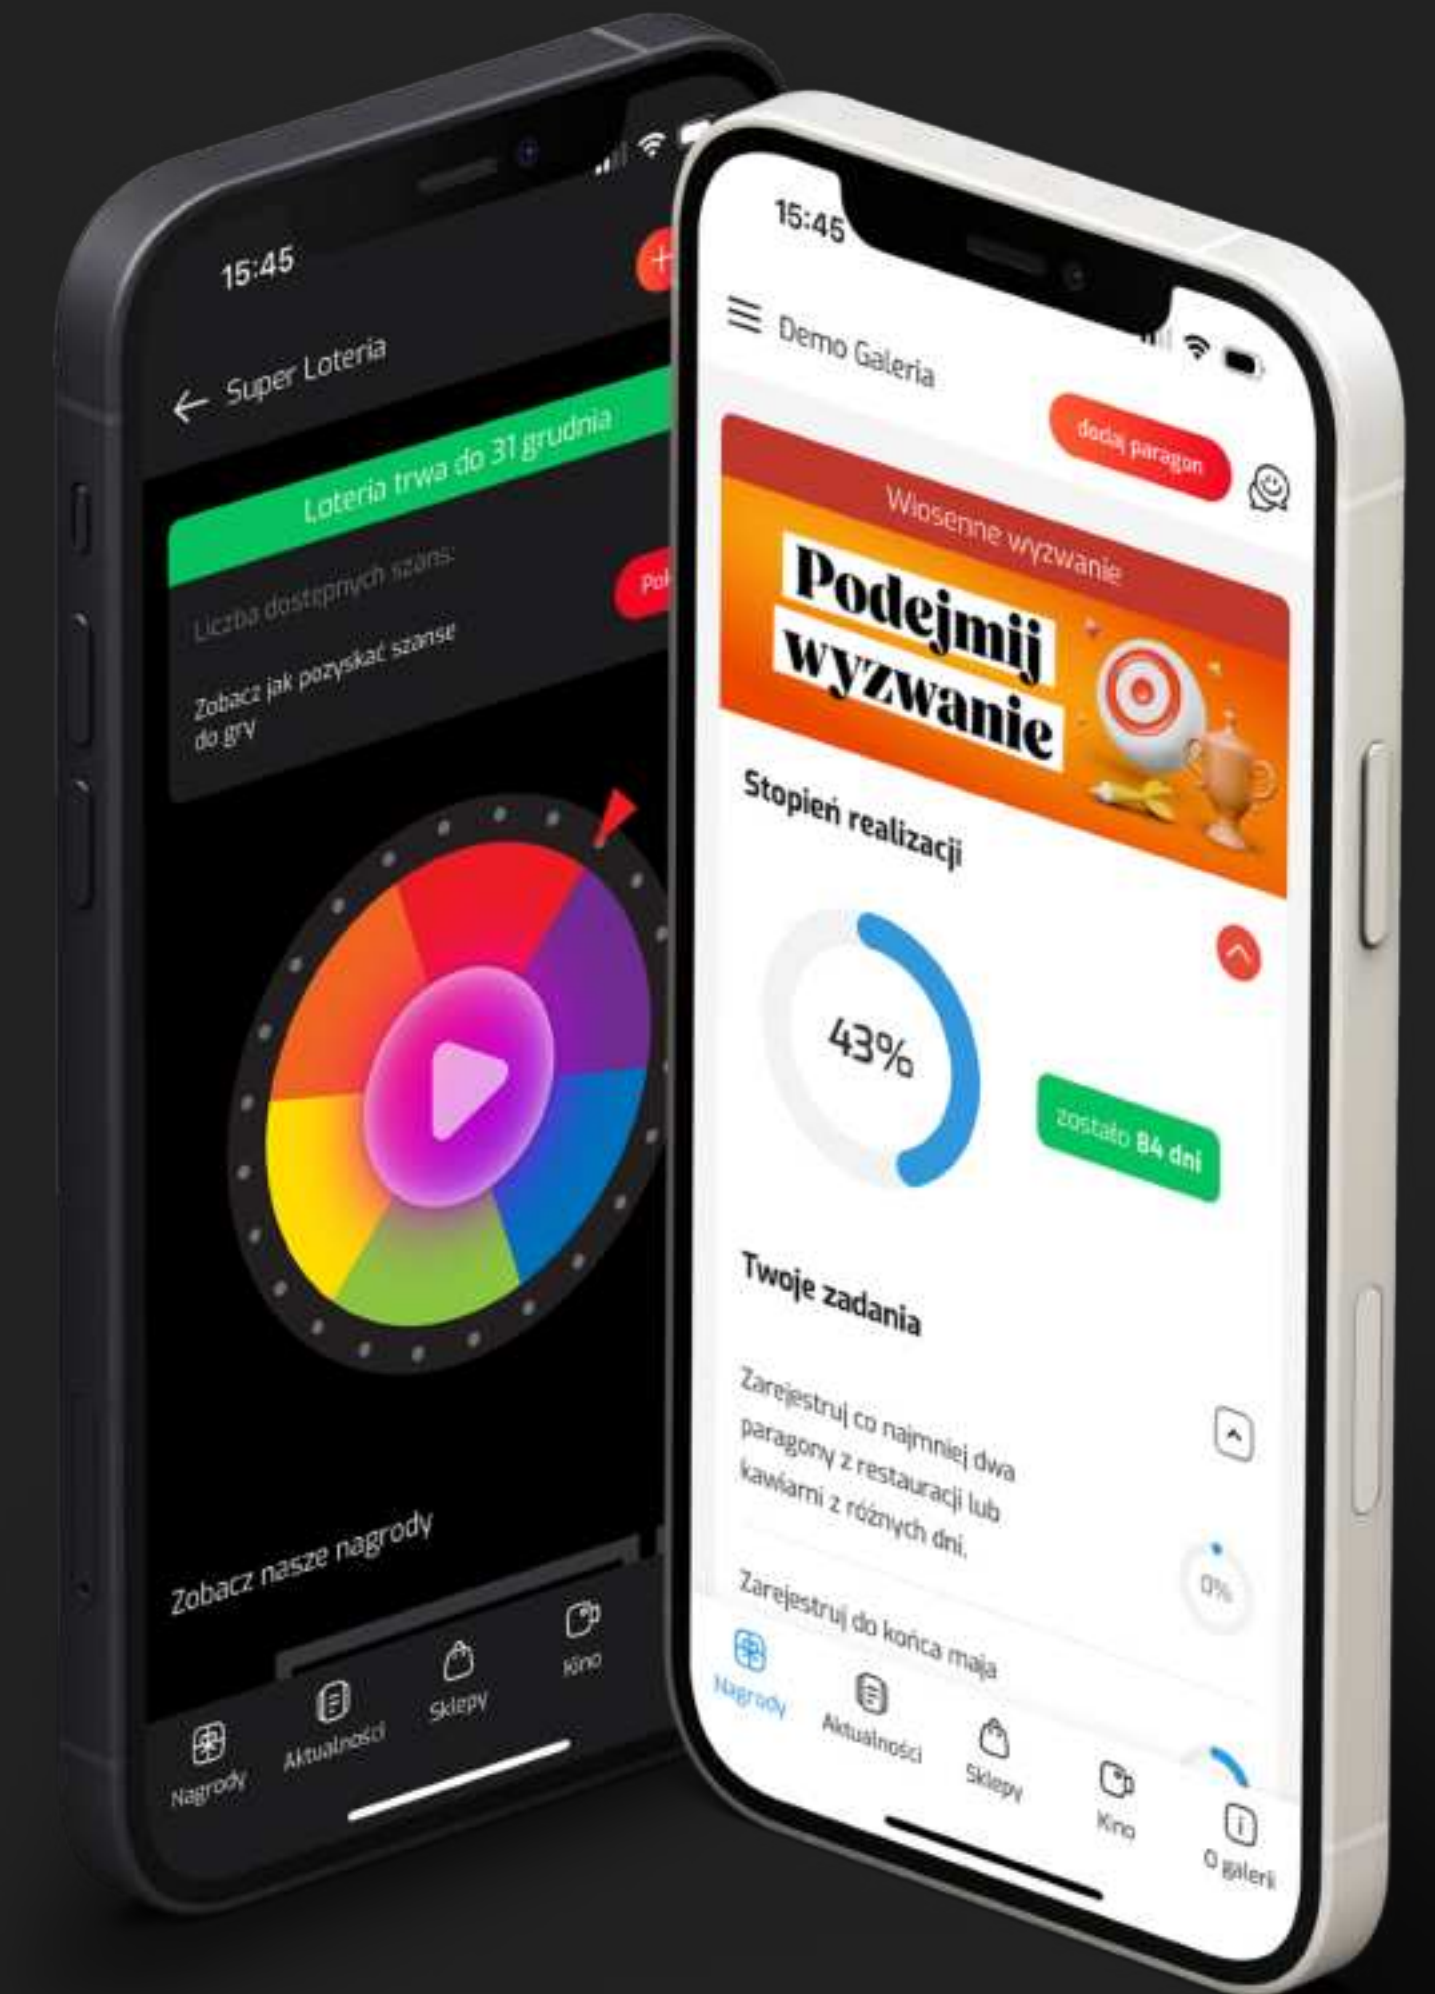 15:45
Super Loteria
Loteria trwa do 31 grudnia
Liczba dostępnych szans:
Zobacz jak pozyskać szanse
do gry
Zobacz nasze nagrody
Nagrody
Aktualności
Sklepy
Kino
15:45
Demo Galeria
dodaj paragon
Wiosenne wyzwanie
Podejmij
wyzwanie
Stopień realizacji
43%
zostało 84 dni
Twoje zadania
Zarejestruj co najmniej dwa
paragony z restauracji lub
kawiarni z różnych dni.
0%
Zarejestruj do końca maja
Nagrody
Aktualności
Sklepy
Kino
O galerii